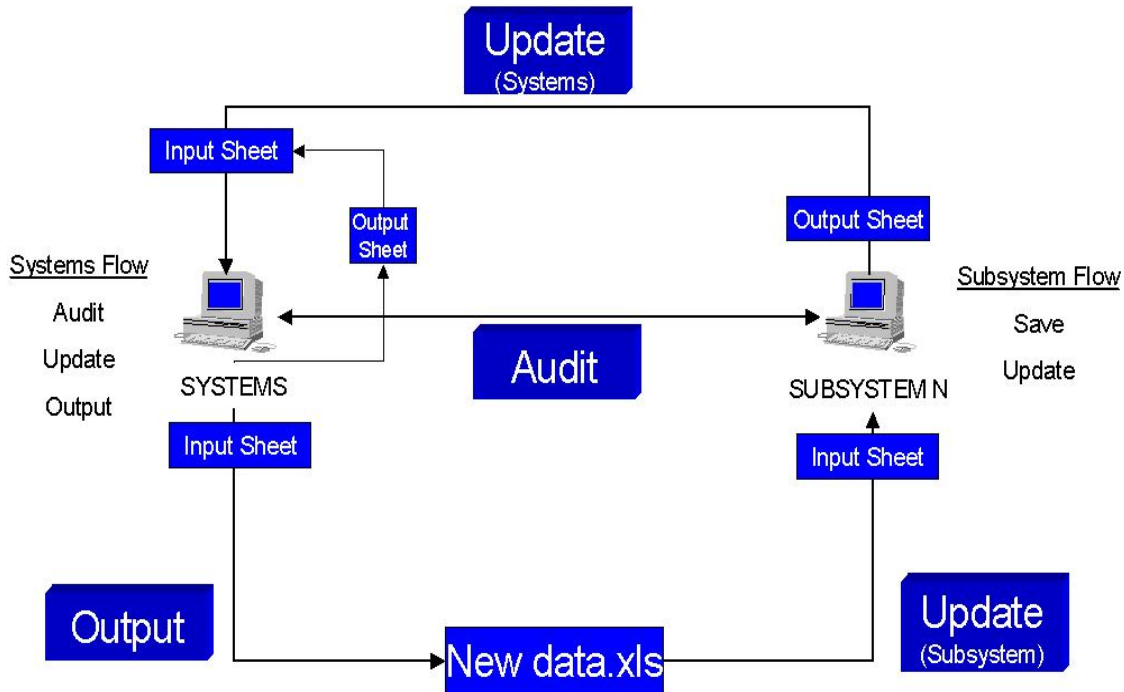 Update
(Systems)
Input Sheet
Output
Sheet
Output Sheet
Systems Flow
Audit
Update
Output
SYSTEMS
Audit
SUBSYSTEM N
Subsystem Flow
Save
Update
Input Sheet
Input Sheet
Output
New data.xls
Update
(Subsystem)